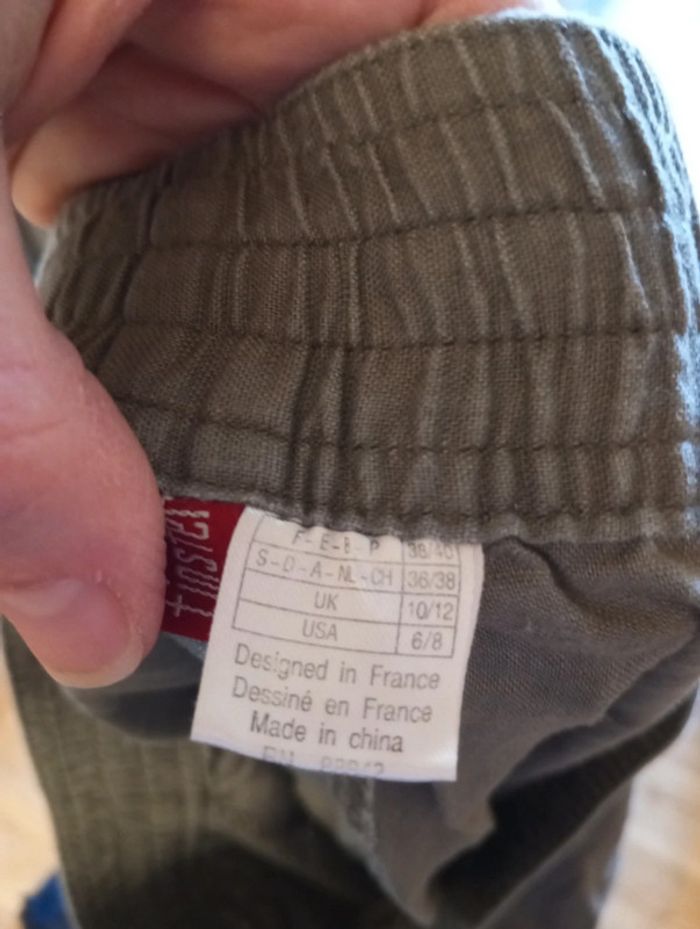 F-E-B-P 38/40
S-D-A-NL-CH 36/38
UK 10/12
USA 6/8
Designed in France
Dessiné en France
Made in china